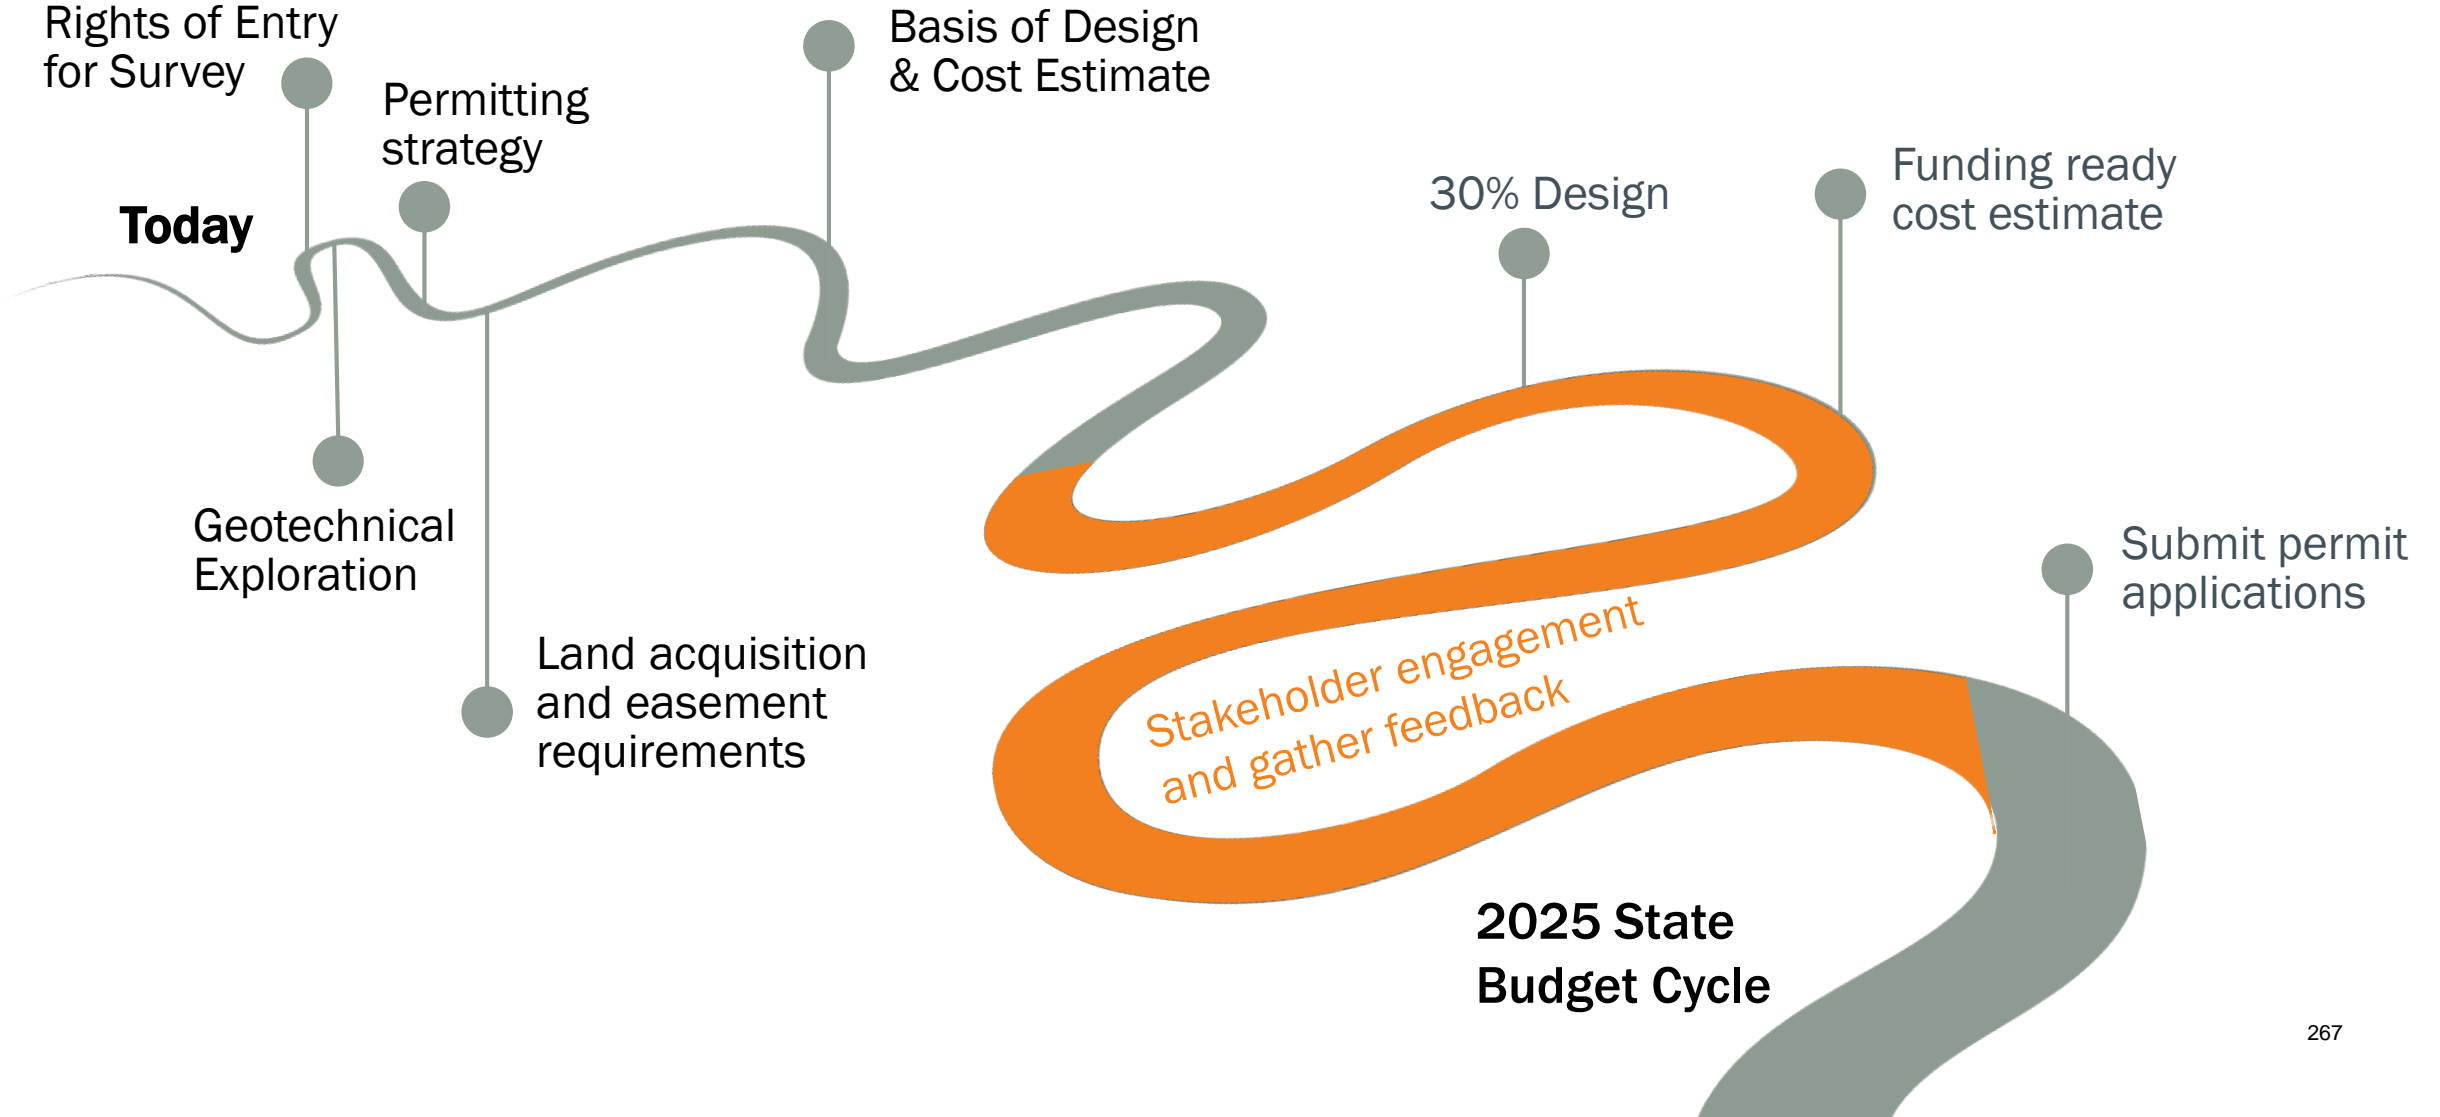 Rights of Entry
for Survey
Permitting
strategy
Today
Basis of Design
& Cost Estimate
30% Design
Funding ready
cost estimate
Geotechnical
Exploration
Land acquisition
and easement
requirements
Stakeholder engagement
and gather feedback
Submit permit
applications
2025 State
Budget Cycle
267